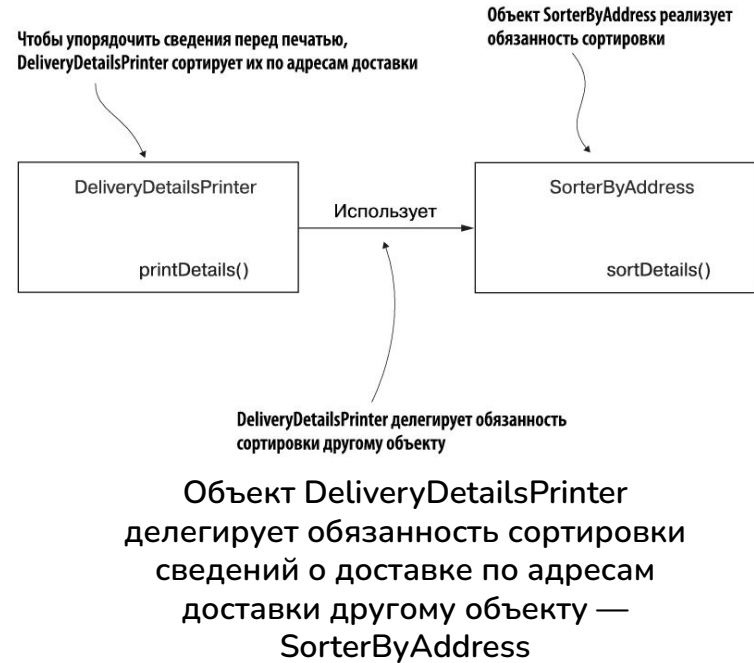 Чтобы упорядочить сведения перед печатью,
DeliveryDetailsPrinter сортирует их по адресам доставки
Объект SorterByAddress реализует
обязанность сортировки
DeliveryDetailsPrinter
printDetails()
Использует
SorterByAddress
sortDetails()
DeliveryDetailsPrinter делегирует обязанность
сортировки другому объекту
Объект DeliveryDetailsPrinter
делегирует обязанность сортировки
сведений о доставке по адресам
доставки другому объекту —
SorterByAddress